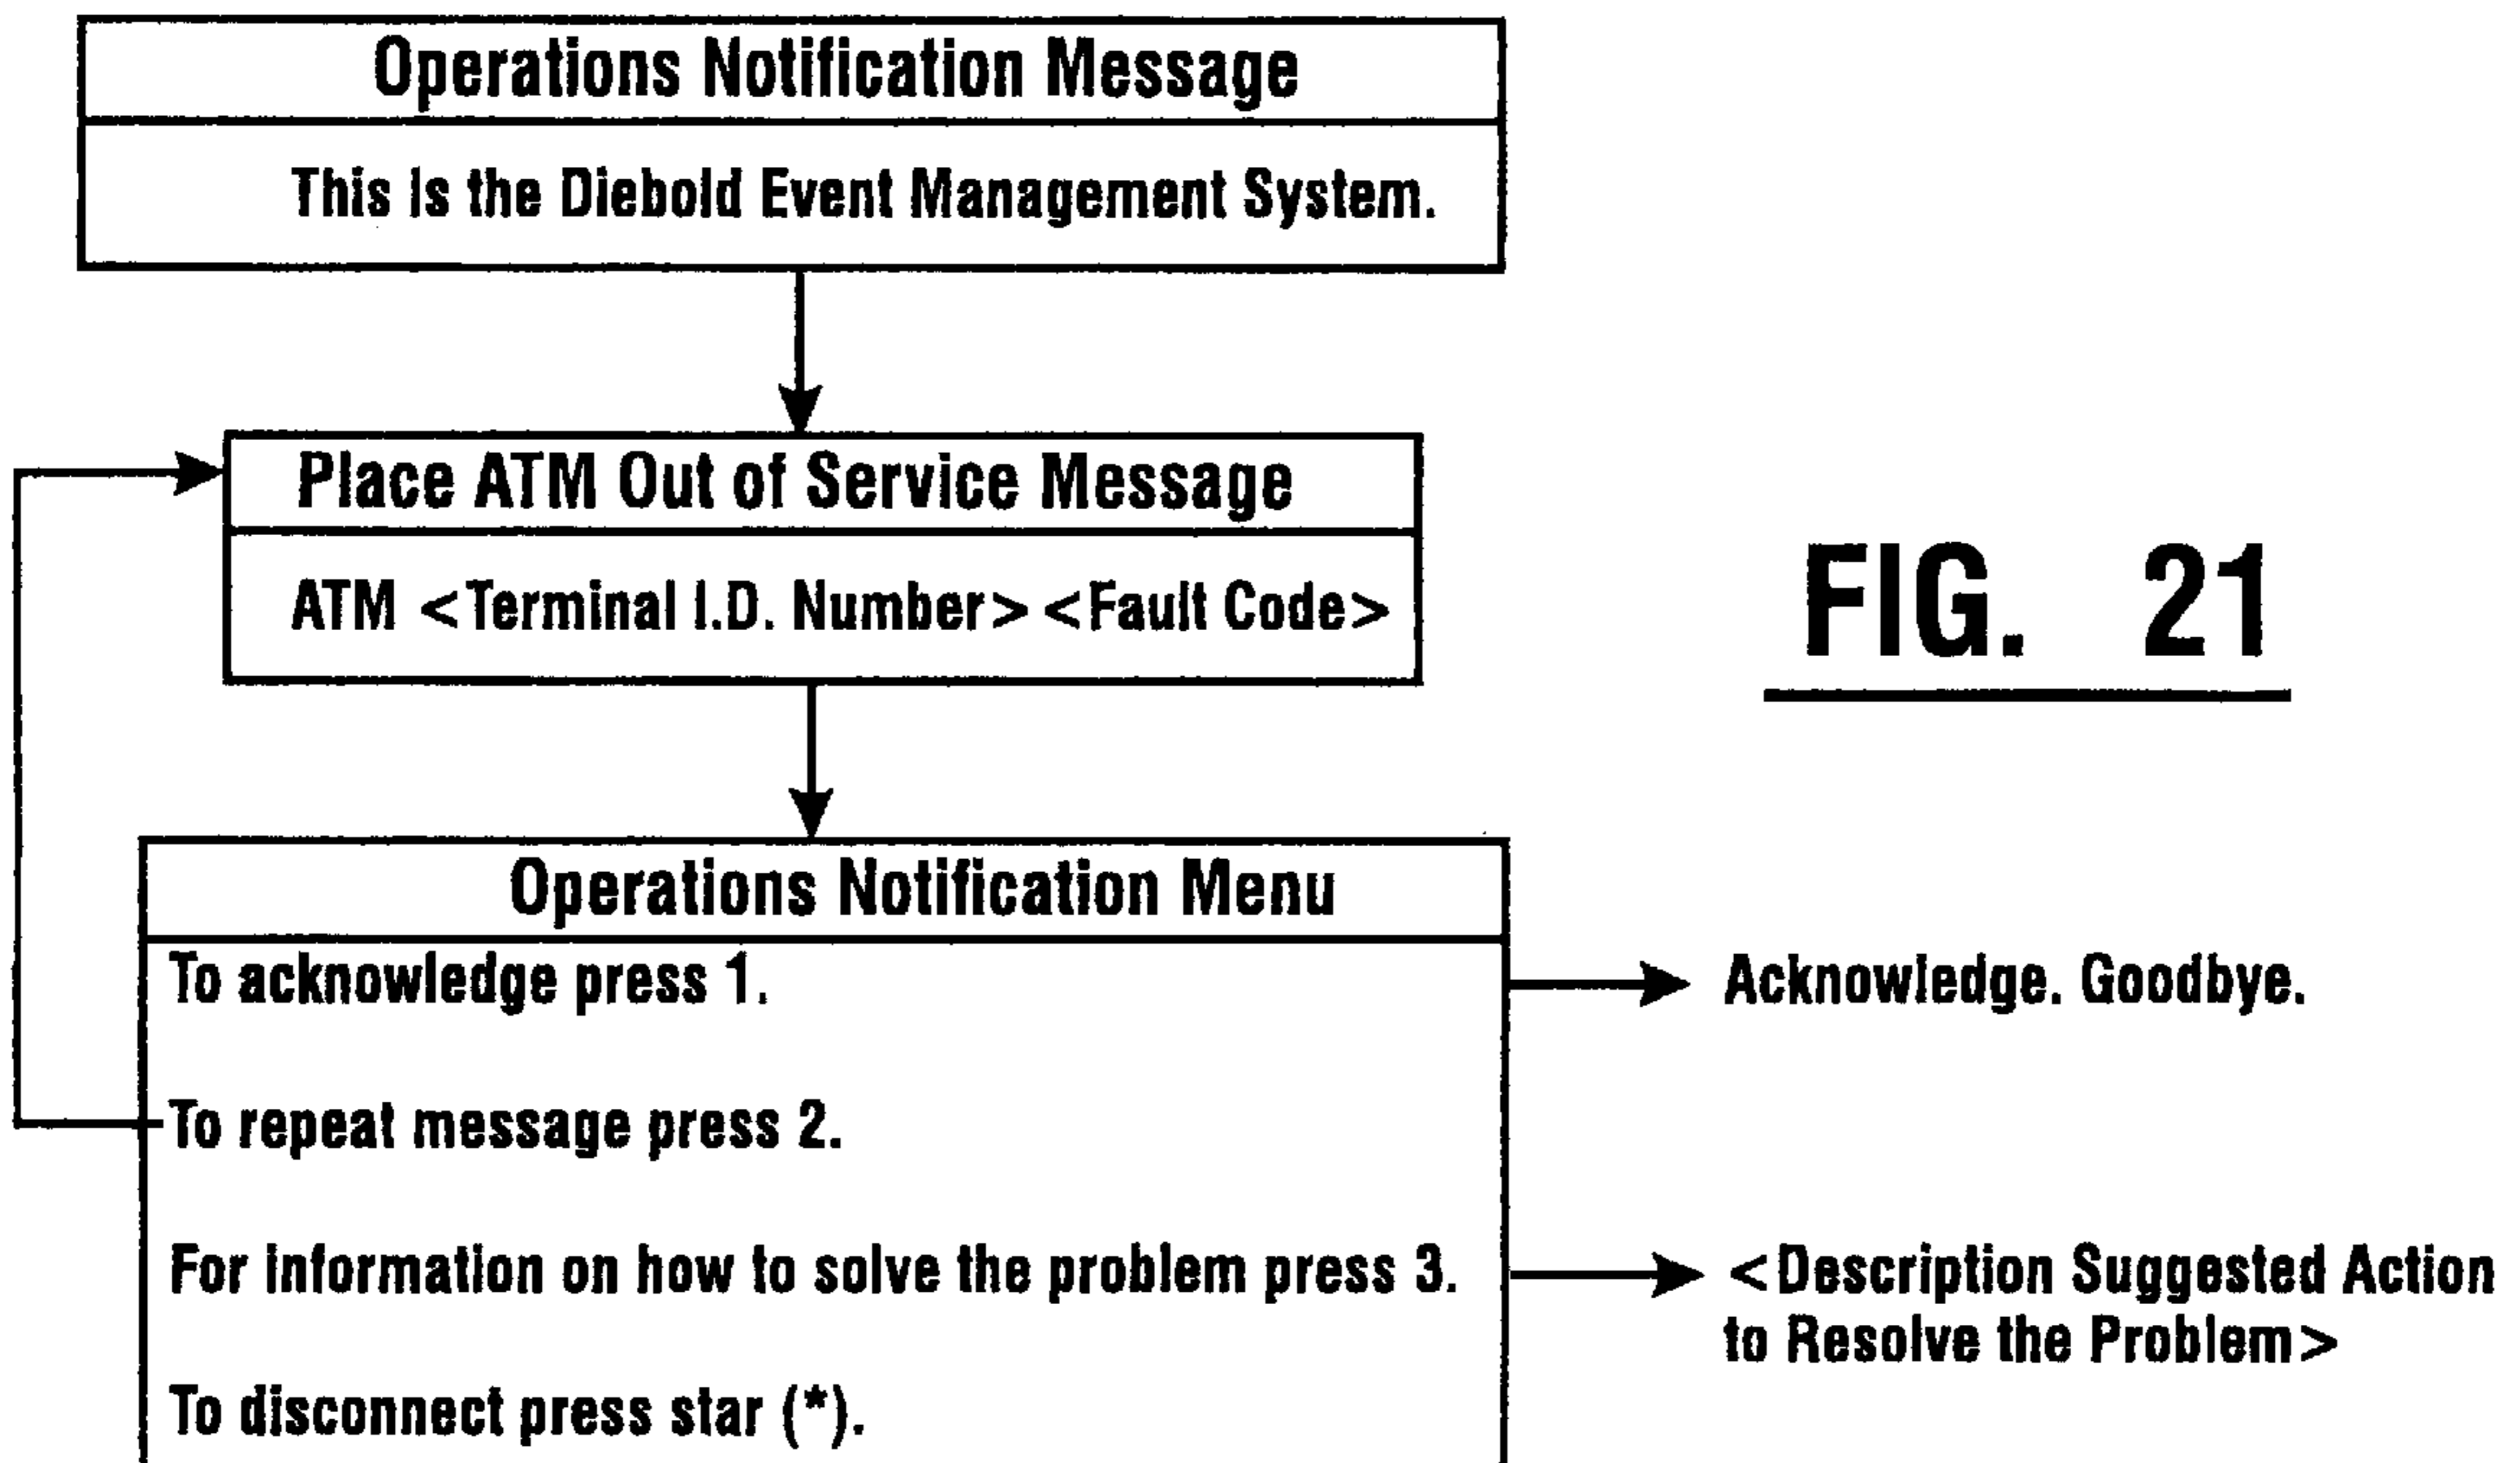 Operations Notification Message
This Is the Diebold Event Management System.
Place ATM Out of Service Message
ATM <Terminal I.D. Number> <Fault Code>
FIG. 21
Operations Notification Menu
To acknowledge press 1.
Acknowledge. Goodbye.
To repeat message press 2.
For information on how to solve the problem press 3.
<Description Suggested Action
to Resolve the Problem>
To disconnect press star (*).